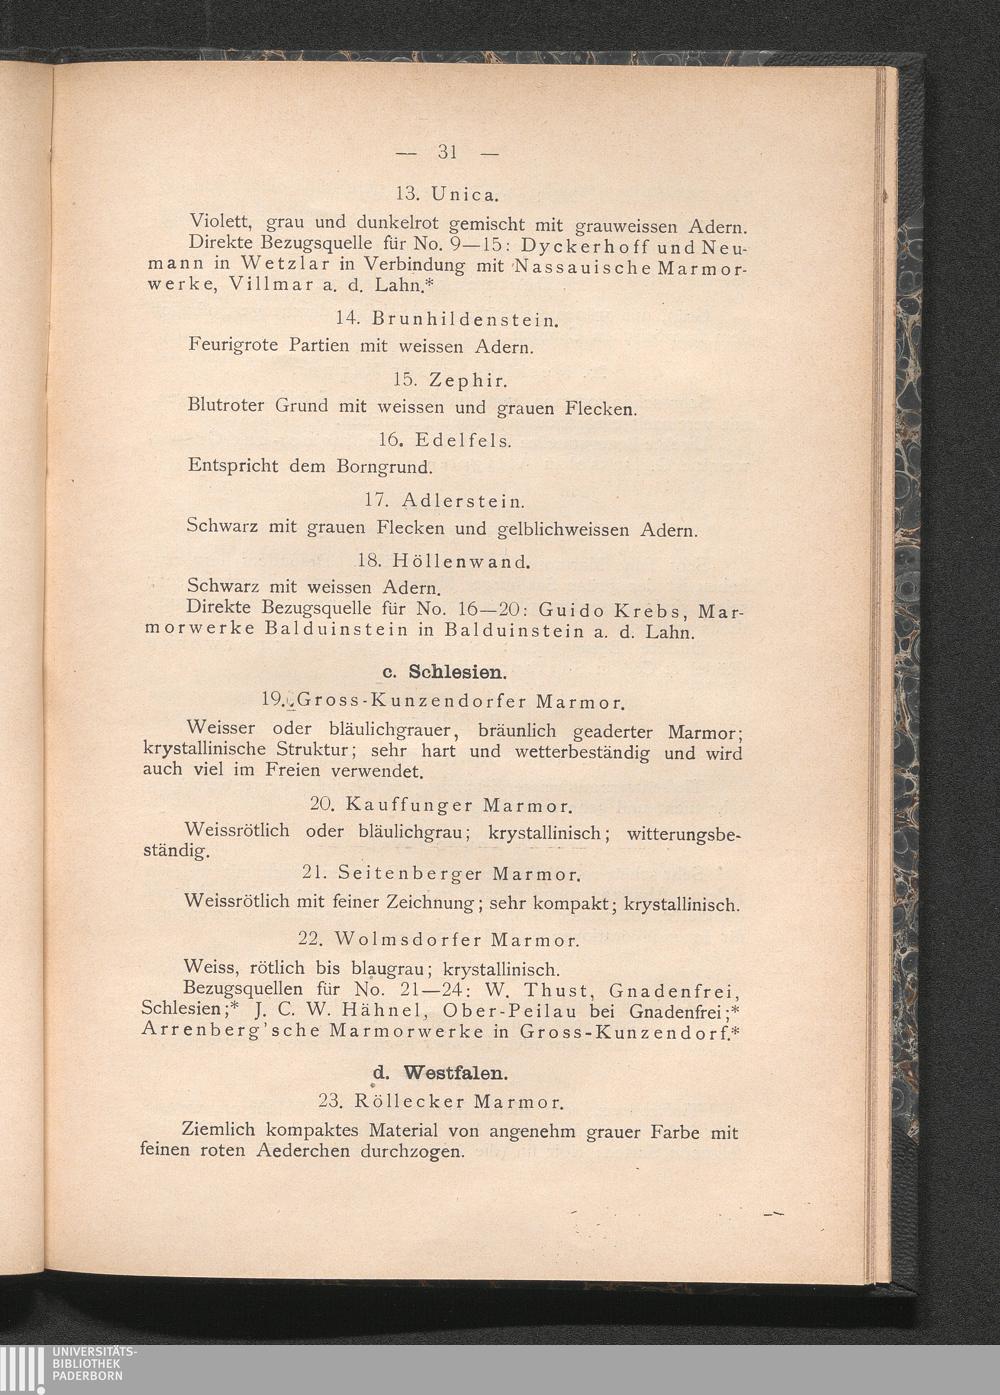 — 31 —
13. Unica.
Violett, grau und dunkelrot gemischt mit grauweissen Adern.
Direkte Bezugsquelle für No. 9—15: Dyckerhoff und Neu-
mann in Wetzlar in Verbindung mit Nassauische Marmor-
werke, Villmar a. d. Lahn.*
14. Brunhildenstein.
Feurigrote Partien mit weissen Adern.
15. Zephir.
Blutroter Grund mit weissen und grauen Flecken.
16. Edelfels.
Entspricht dem Borngrund.
17. Adlerstein.
Schwarz mit grauen Flecken und gelblichweissen Adern.
18. Höllenwand.
Schwarz mit weissen Adern.
Direkte Bezugsquelle für No. 16—20: Guido Krebs, Mar-
morwerke Balduinstein in Balduinstein a. d. Lahn.
c. Schlesien.
19. Gross-Kunzendorfer Marmor.
Weisser oder bläulichgrauer, bräunlich geaderter Marmor;
krystallinische Struktur; sehr hart und wetterbeständig und wird
auch viel im Freien verwendet.
20. Kauffunger Marmor.
Weissrötlich oder bläulichgrau; krystallinisch; witterungsbe-
ständig.
21. Seitenberger Marmor.
Weissrötlich mit feiner Zeichnung; sehr kompakt; krystallinisch.
22. Wolmsdorfer Marmor.
Weiss, rötlich bis blaugrau; krystallinisch.
Bezugsquellen für No. 21—24: W. Thust, Gnadenfrei,
Schlesien;* J. C. W. Hähnel, Ober-Peilau bei Gnadenfrei;*
Arrenberg'sche Marmorwerke in Gross-Kunzendorf.*
d. Westfalen.
23. Röllecker Marmor.
Ziemlich kompaktes Material von angenehm grauer Farbe mit
feinen roten Aederchen durchzogen.
UNIVERSITÄTS-
BIBLIOTHEK
PADERBORN